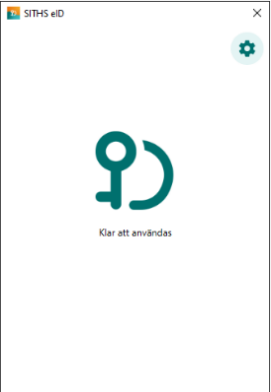 SITHS eID
Klar att användas